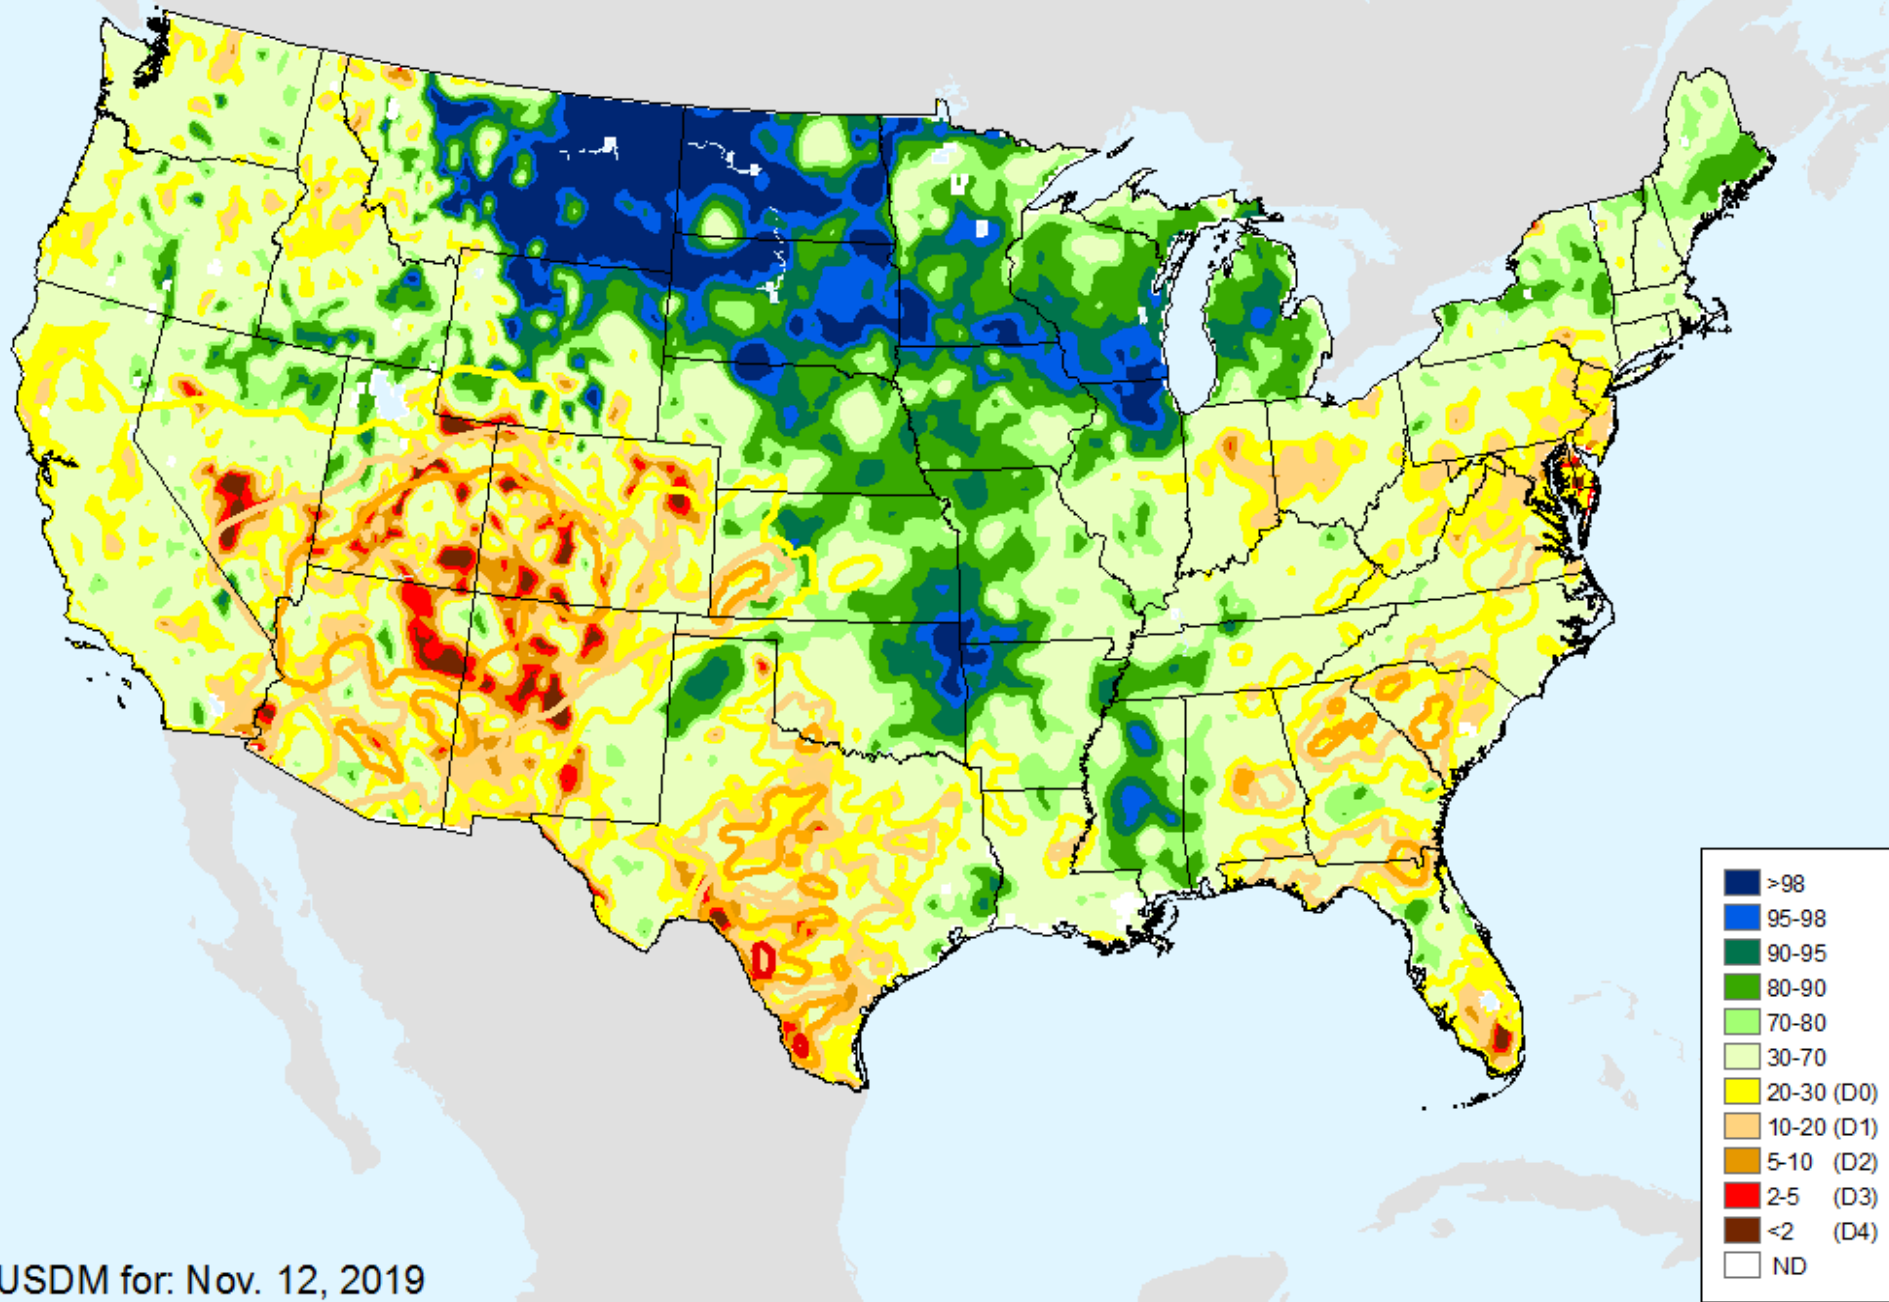 >98
95-98
90-95
80-90
70-80
30-70
20-30 (D0)
10-20 (D1)
5-10 (D2)
2-5 (D3)
<2 (D4)
ND
USDM for: Nov. 12, 2019